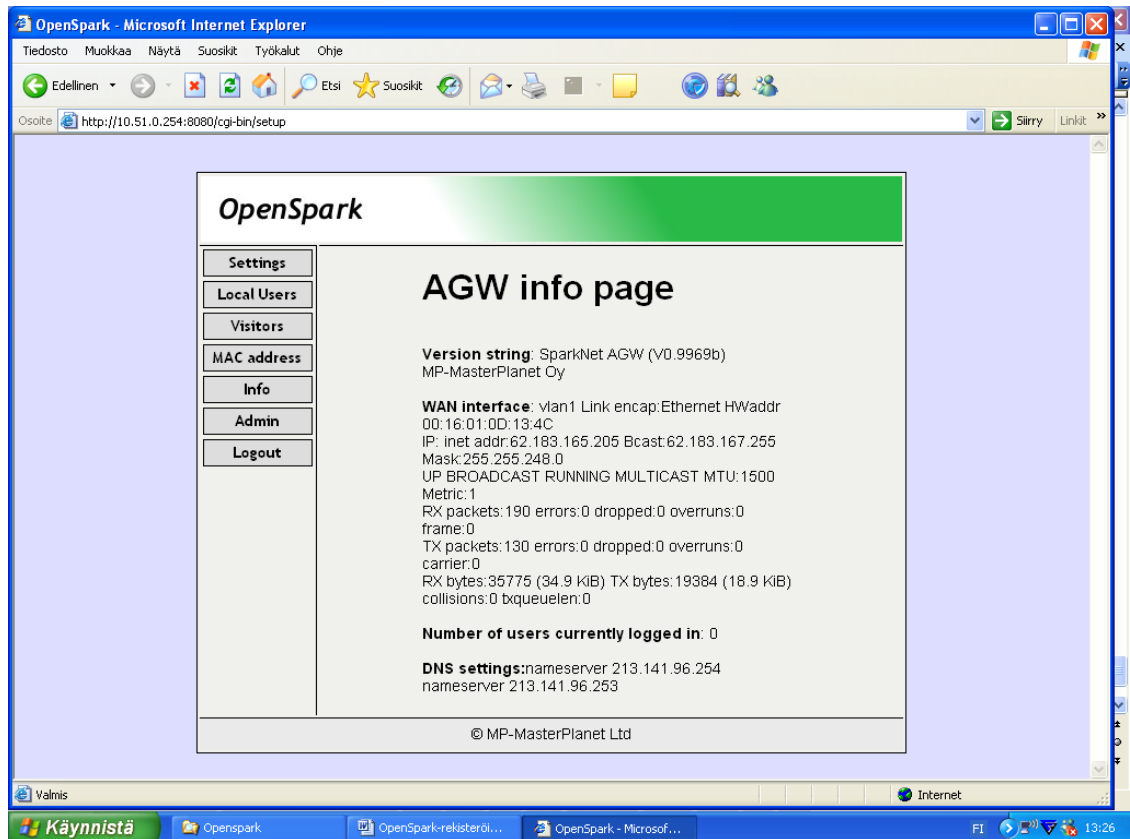 OpenSpark - Microsoft Internet Explorer
Tiedosto Muokkaa Näytä Suosikit Työkalut Ohje
Edellinen Etsi Suosikit
Osoite http://10.51.0.254:8080/cgi-bin/setup Siirry Linkit »
OpenSpark
Settings
Local Users
Visitors
MAC address
Info
Admin
Logout
AGW info page
Version string: SparkNet AGW (V0.9969b)
MP-MasterPlanet Oy
WAN interface: vlan1 Link encap:Ethernet HWaddr
00:16:01:0D:13:4C
IP: inet addr:62.183.165.205 Bcast:62.183.167.255
Mask:255.255.248.0
UP BROADCAST RUNNING MULTICAST MTU:1500
Metric:1
RX packets:190 errors:0 dropped:0 overruns:0
frame:0
TX packets:130 errors:0 dropped:0 overruns:0
carrier:0
RX bytes:35775 (34.9 KiB) TX bytes:19384 (18.9 KiB)
collisions:0 txqueuelen:0
Number of users currently logged in: 0
DNS settings:nameserver 213.141.96.254
nameserver 213.141.96.253
© MP-MasterPlanet Ltd
Valmis Internet
Käynnistä Openspark OpenSpark-rekisteröi... OpenSpark - Microsof... FI 13:26